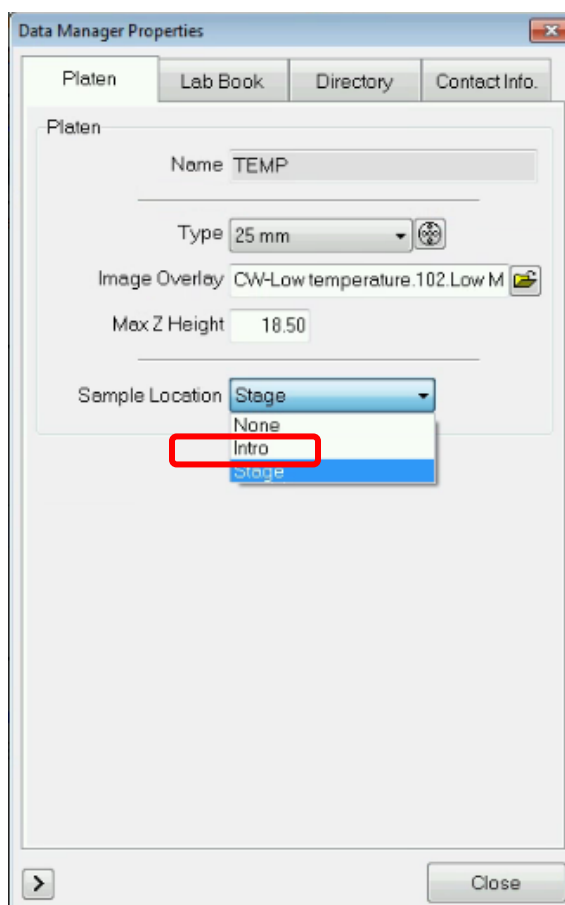 Data Manager Properties
Platen Lab Book Directory Contact Info.
Platen
Name TEMP
Type 25 mm
Image Overlay CW-Low temperature.102.Low M
Max Z Height 18.50
Sample Location Stage
None
Intro
Stage
> Close